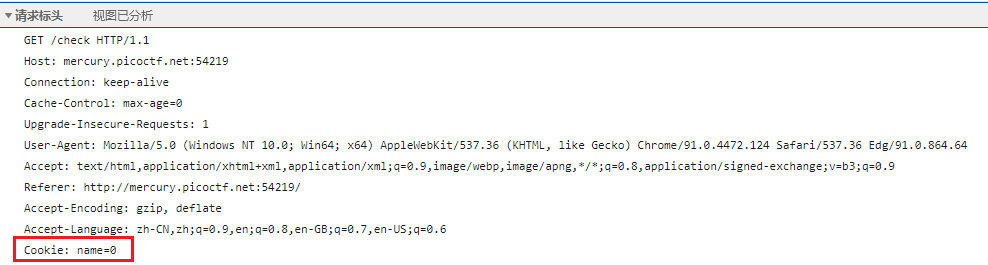 请求标头 视图已分析
GET /check HTTP/1.1
Host: mercury.picoctf.net:54219
Connection: keep-alive
Cache-Control: max-age=0
Upgrade-Insecure-Requests: 1
User-Agent: Mozilla/5.0 (Windows NT 10.0; Win64; x64) AppleWebKit/537.36 (KHTML, like Gecko) Chrome/91.0.4472.124 Safari/537.36 Edg/91.0.864.64
Accept: text/html,application/xhtml+xml,application/xml;q=0.9,image/webp,image/apng,*/*;q=0.8,application/signed-exchange;v=b3;q=0.9
Referer: http://mercury.picoctf.net:54219/
Accept-Encoding: gzip, deflate
Accept-Language: zh-CN,zh;q=0.9,en;q=0.8,en-GB;q=0.7,en-US;q=0.6
Cookie: name=0